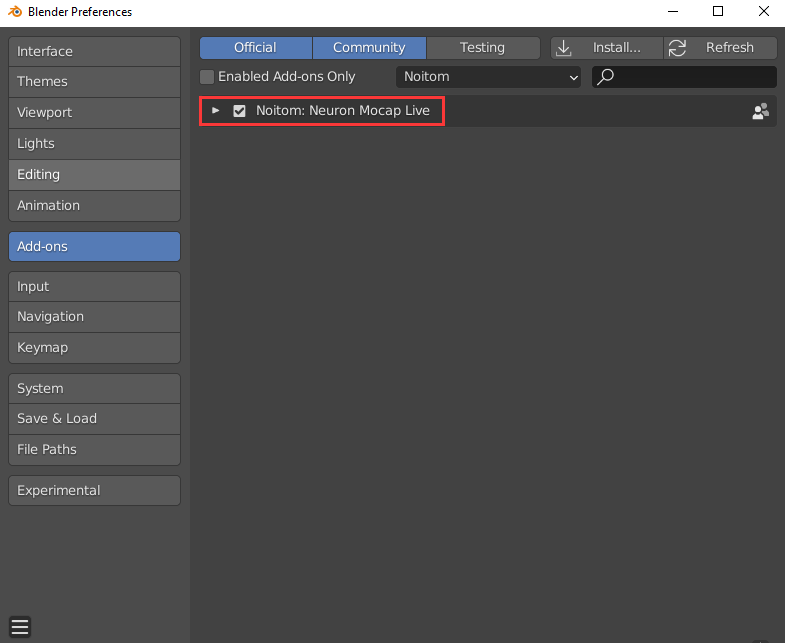 Blender Preferences
Interface
Themes
Viewport
Lights
Editing
Animation
Add-ons
Input
Navigation
Keymap
System
Save & Load
File Paths
Experimental
Official Community Testing Install... Refresh
Enabled Add-ons Only Noitom
Noitom: Neuron Mocap Live